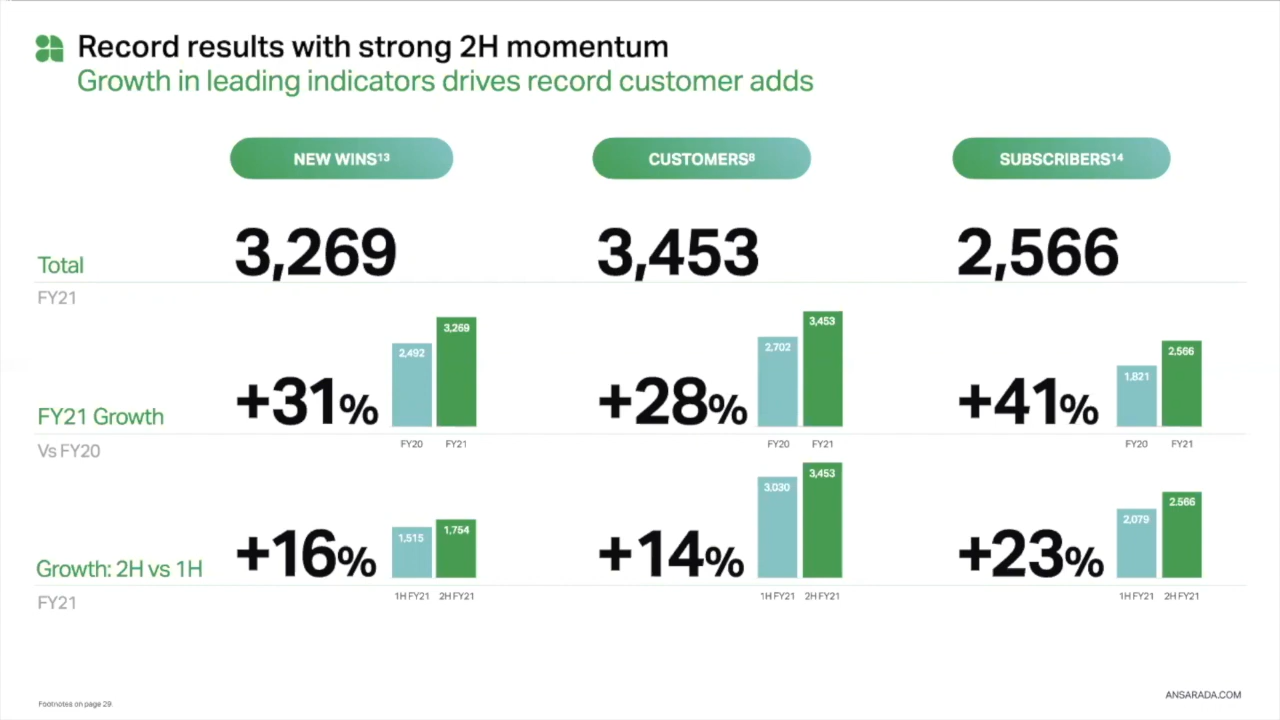 Record results with strong 2H momentum
Growth in leading indicators drives record customer adds
NEW WINS¹³
CUSTOMERS⁸
SUBSCRIBERS¹⁴
Total
3,269
3,453
2,566
FY21
FY21 Growth
+31%
2,492
3,269
+28%
2,702
3,453
+41%
1,821
2,566
Vs FY20
FY20
FY21
FY20
FY21
FY20
FY21
Growth: 2H vs 1H
+16%
1,515
1,754
+14%
3,030
3,453
+23%
2,079
2.566
FY21
1H FY21
2H FY21
1H FY21
2H FY21
1H FY21
2H FY21
Footnotes on page 29.
ANSARADA.COM